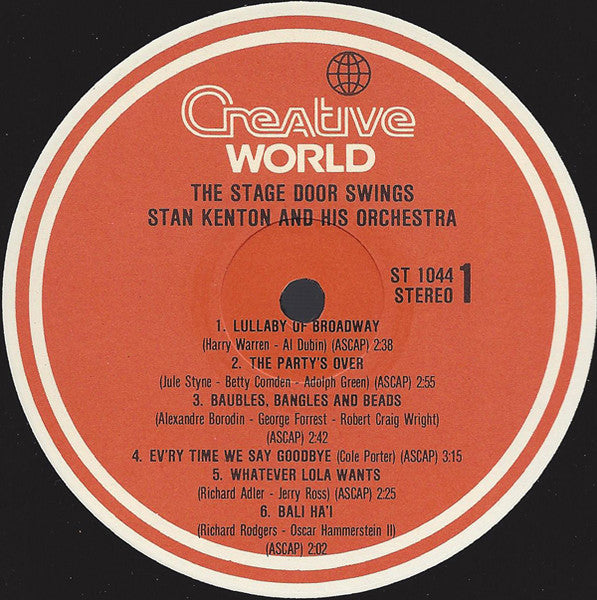 Creative
WORLD
THE STAGE DOOR SWINGS
STAN KENTON AND HIS ORCHESTRA
ST 1044 1
STEREO
1. LULLABY OF BROADWAY
(Harry Warren - Al Dubin) (ASCAP) 2:38
2. THE PARTY'S OVER
(Jule Styne - Betty Comden - Adolph Green) (ASCAP) 2:55
3. BAUBLES, BANGLES AND BEADS
(Alexandre Borodin - George Forrest - Robert Craig Wright)
(ASCAP) 2:42
4. EV'RY TIME WE SAY GOODBYE (Cole Porter) (ASCAP) 3:15
5. WHATEVER LOLA WANTS
(Richard Adler - Jerry Ross) (ASCAP) 2:25
6. BALI HA'I
(Richard Rodgers - Oscar Hammerstein II)
(ASCAP) 2:02